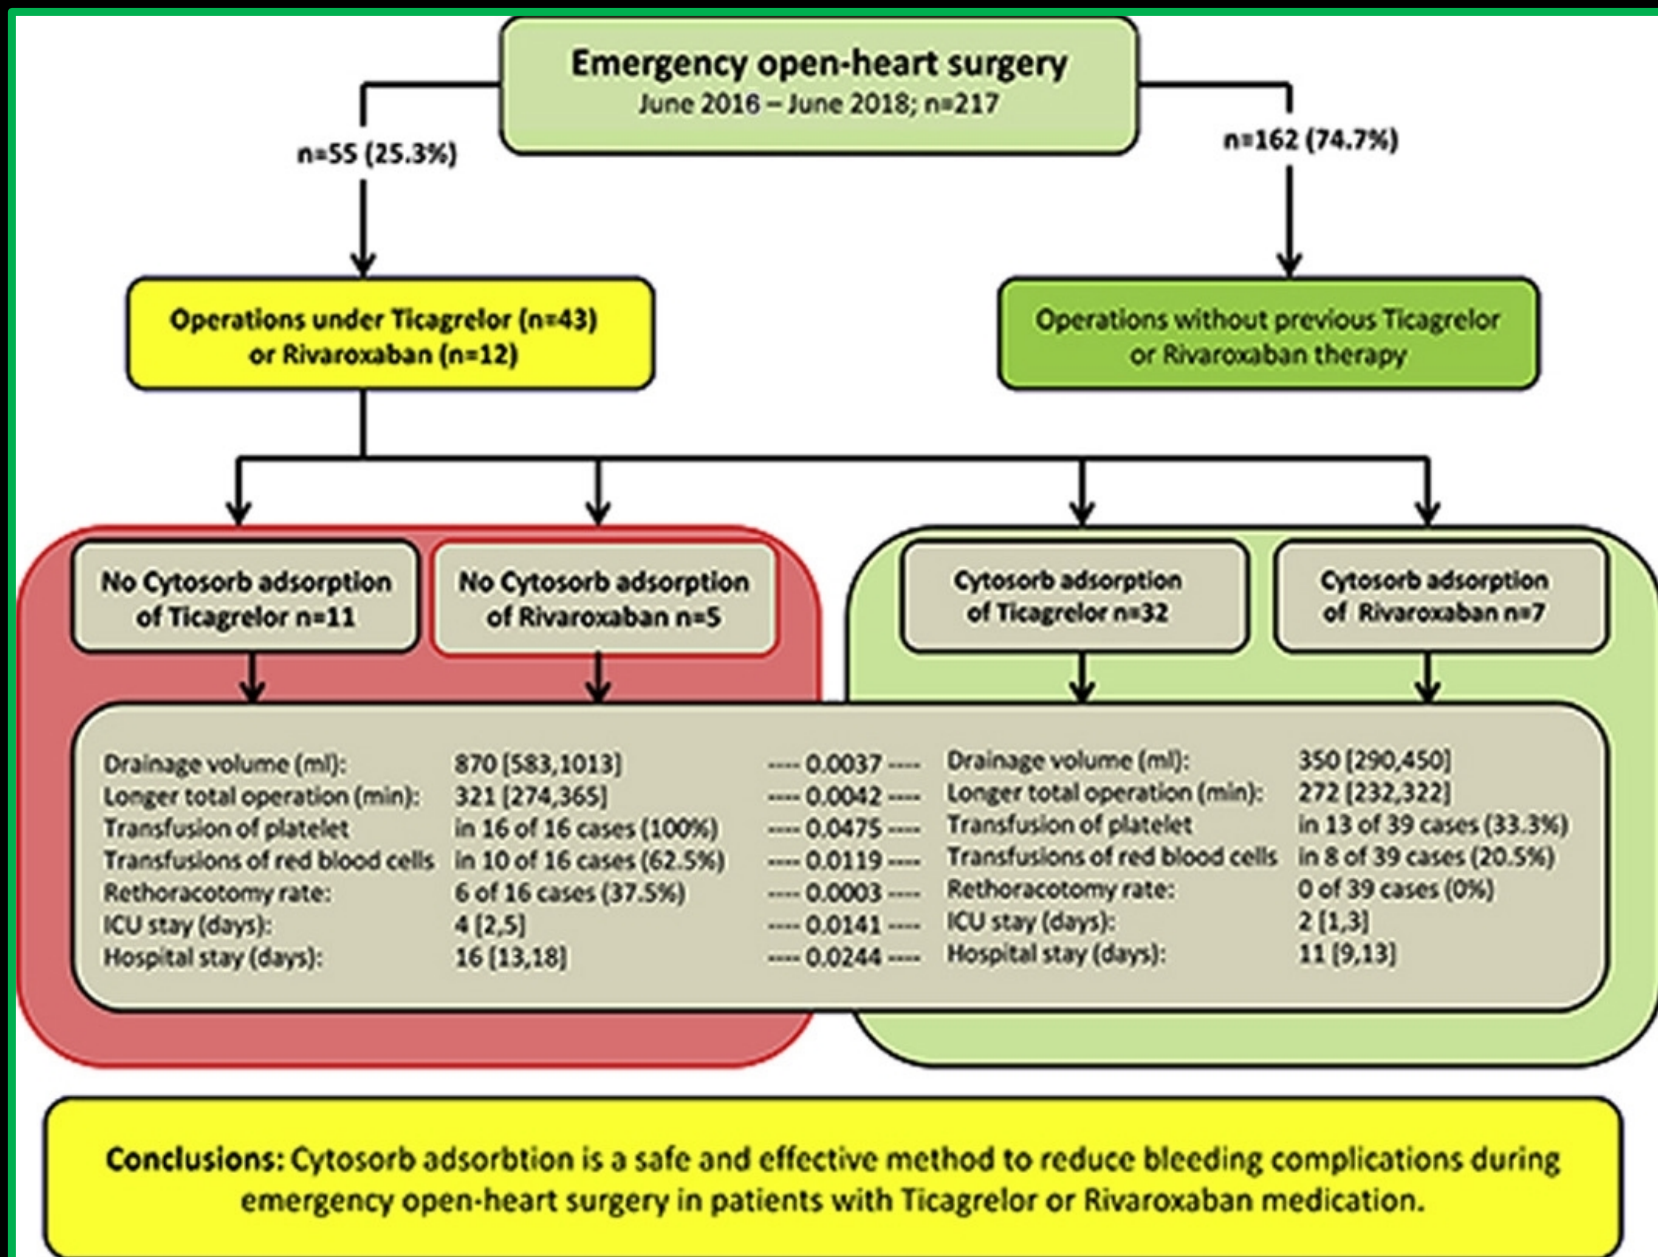 Emergency open-heart surgery
June 2016 – June 2018; n=217
n=55 (25.3%)
n=162 (74.7%)
Operations under Ticagrelor (n=43)
or Rivaroxaban (n=12)
Operations without previous Ticagrelor
or Rivaroxaban therapy
No Cytosorb adsorption
of Ticagrelor n=11
No Cytosorb adsorption
of Rivaroxaban n=5
Cytosorb adsorption
of Ticagrelor n=32
Cytosorb adsorption
of Rivaroxaban n=7
Drainage volume (ml): 870 [583,1013] ---- 0.0037 ---- Drainage volume (ml): 350 [290,450]
Longer total operation (min): 321 [274,365] ---- 0.0042 ---- Longer total operation (min): 272 [232,322]
Transfusion of platelet in 16 of 16 cases (100%) ---- 0.0475 ---- Transfusion of platelet in 13 of 39 cases (33.3%)
Transfusions of red blood cells in 10 of 16 cases (62.5%) ---- 0.0119 ---- Transfusions of red blood cells in 8 of 39 cases (20.5%)
Rethoracotomy rate: 6 of 16 cases (37.5%) ---- 0.0003 ---- Rethoracotomy rate: 0 of 39 cases (0%)
ICU stay (days): 4 [2,5] ---- 0.0141 ---- ICU stay (days): 2 [1,3]
Hospital stay (days): 16 [13,18] ---- 0.0244 ---- Hospital stay (days): 11 [9,13]
Conclusions: Cytosorb adsorbtion is a safe and effective method to reduce bleeding complications during
emergency open-heart surgery in patients with Ticagrelor or Rivaroxaban medication.